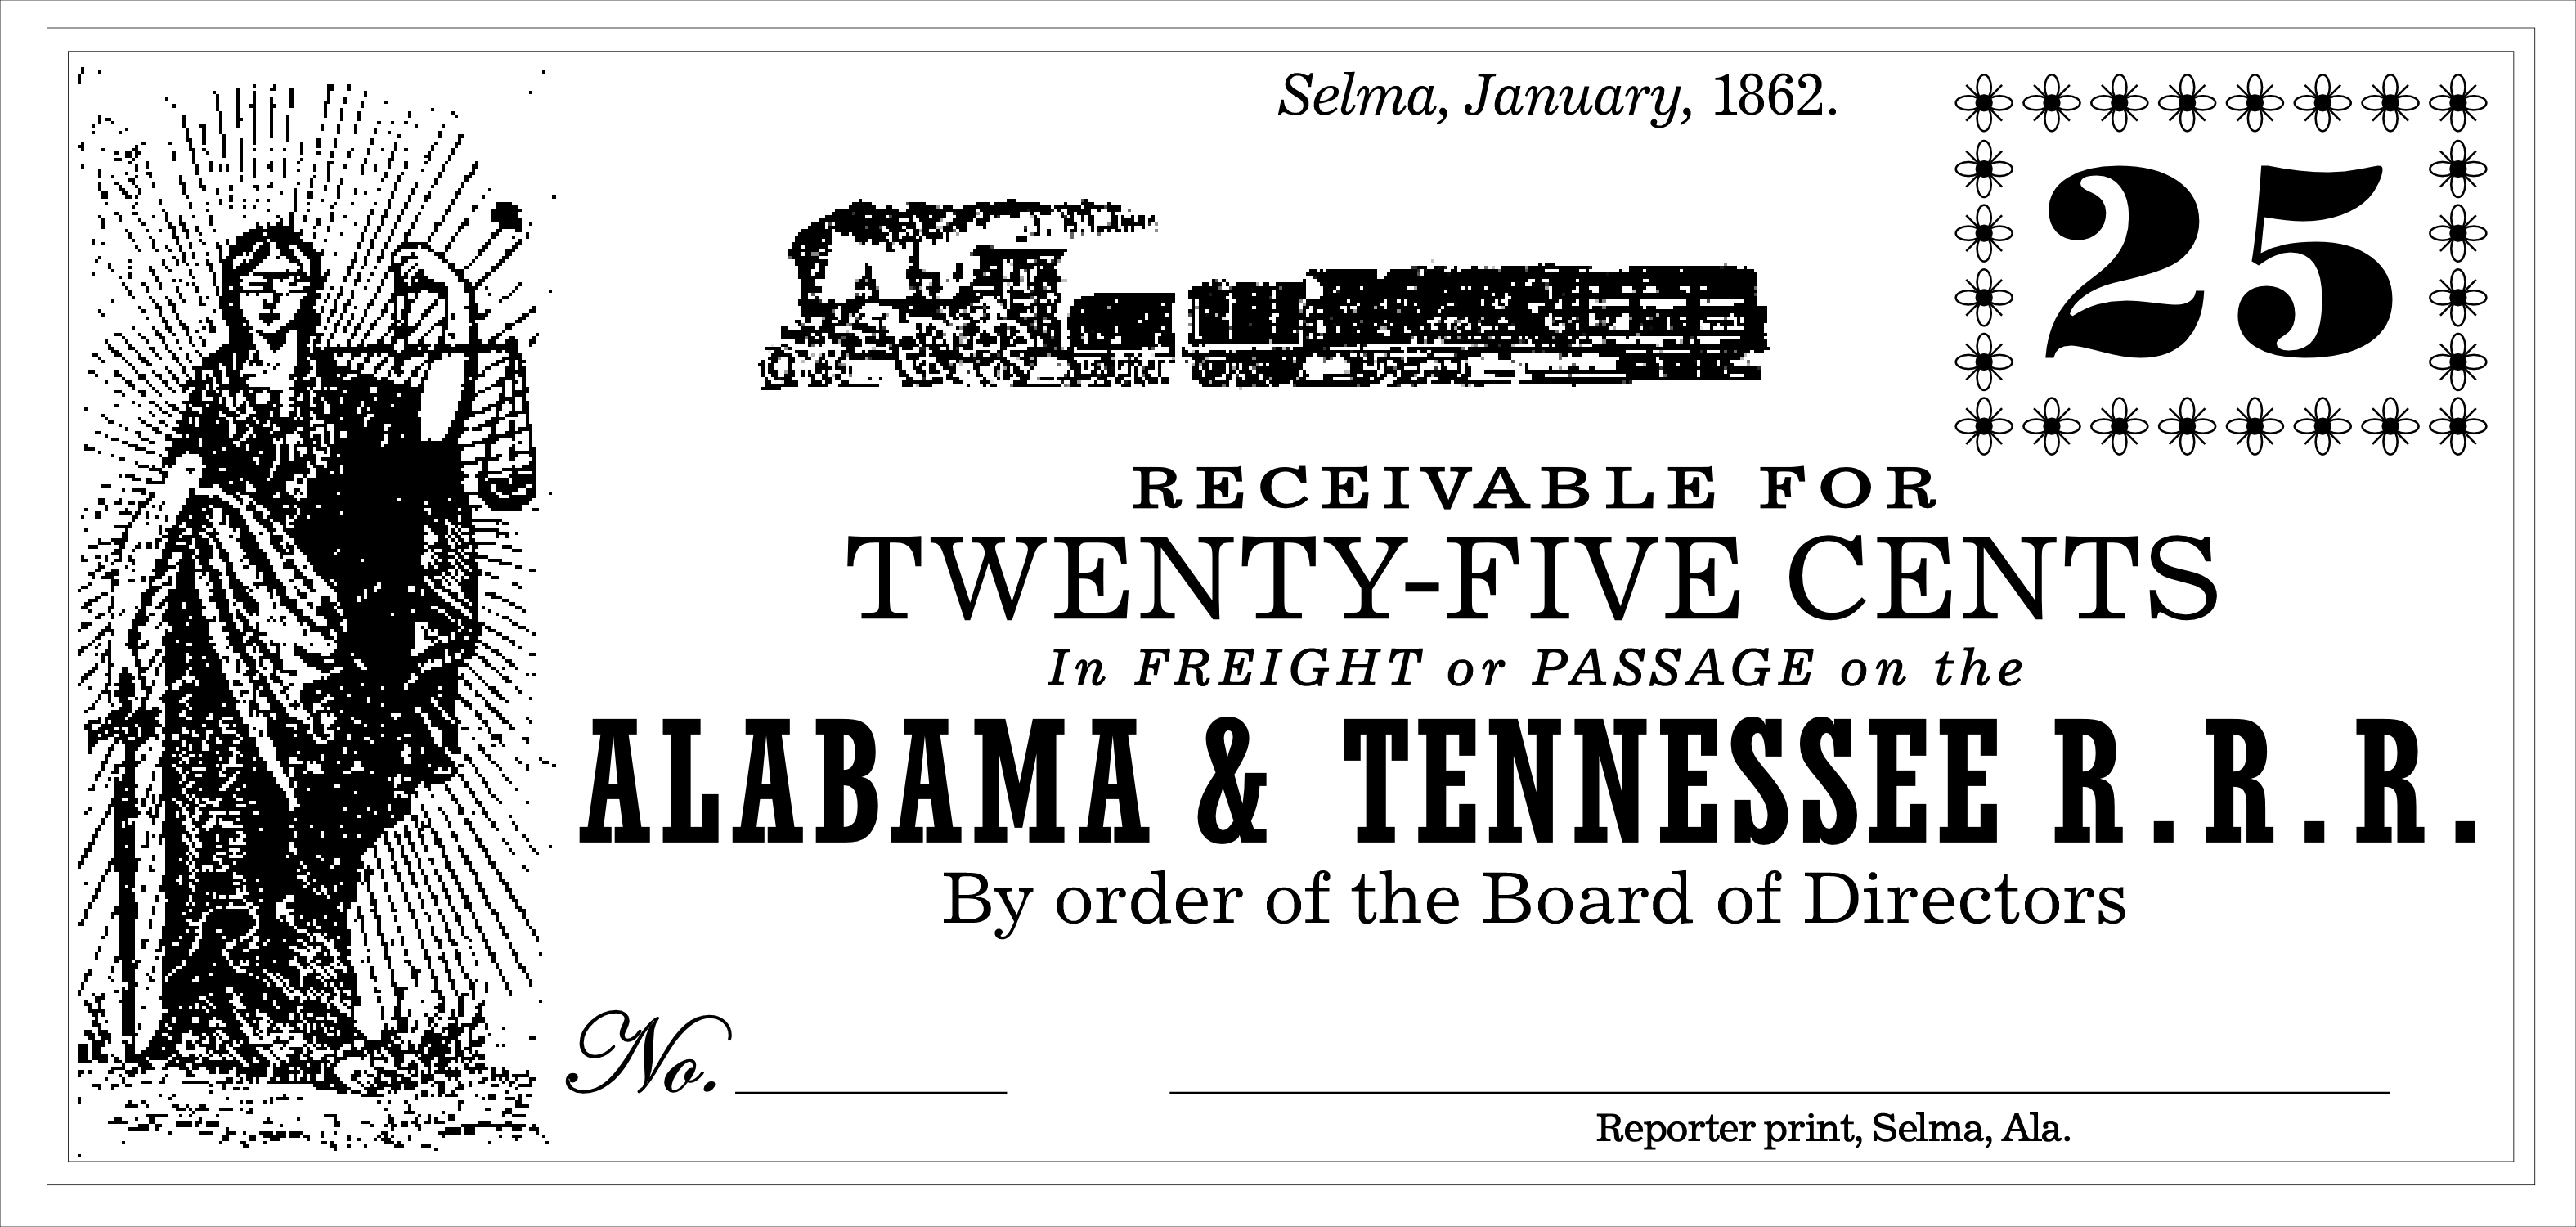 Selma, January, 1862.
25
RECEIVABLE FOR
TWENTY-FIVE CENTS
In FREIGHT or PASSAGE on the
ALABAMA & TENNESSEE R.R.R.
By order of the Board of Directors
No.
Reporter print, Selma, Ala.